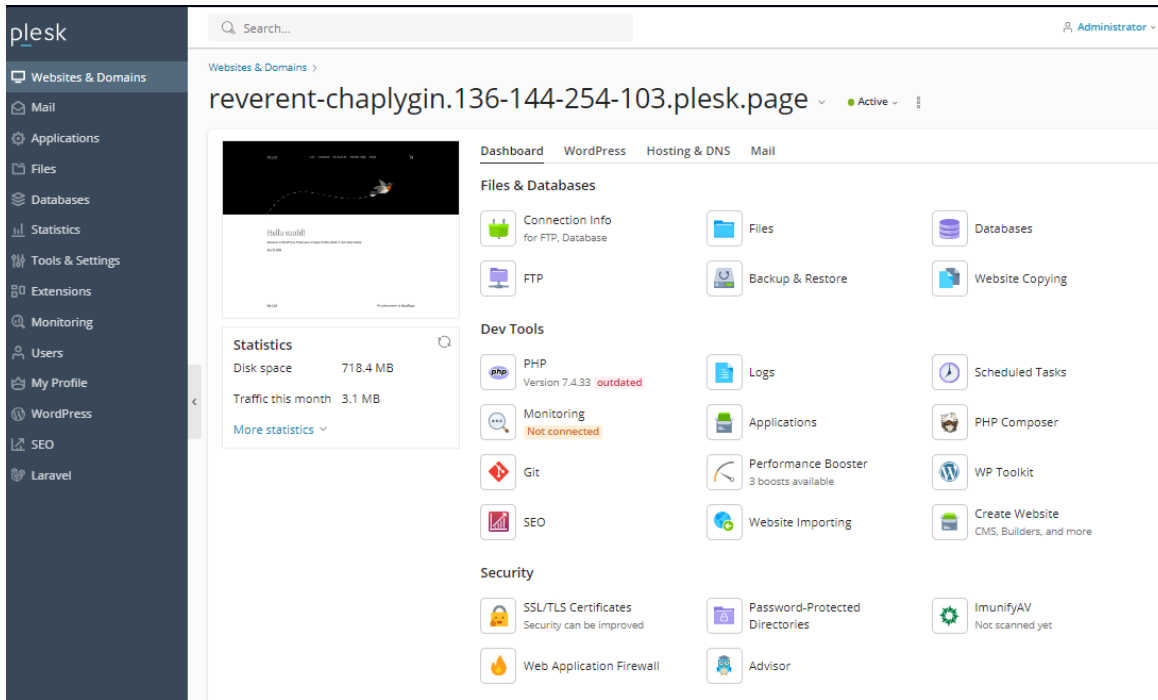 plesk
Search...
Administrator
Websites & Domains
Mail
Applications
Files
Databases
Statistics
Tools & Settings
Extensions
Monitoring
Users
My Profile
WordPress
SEO
Laravel
Websites & Domains >
reverent-chaplygin.136-144-254-103.plesk.page
Active
Hello world!
Statistics
Disk space 718.4 MB
Traffic this month 3.1 MB
More statistics
Dashboard WordPress Hosting & DNS Mail
Files & Databases
Connection Info
for FTP, Database
Files
Databases
FTP
Backup & Restore
Website Copying
Dev Tools
PHP
Version 7.4.33 outdated
Logs
Scheduled Tasks
Monitoring
Not connected
Applications
PHP Composer
Git
Performance Booster
3 boosts available
WP Toolkit
SEO
Website Importing
Create Website
CMS, Builders, and more
Security
SSL/TLS Certificates
Security can be improved
Password-Protected
Directories
ImunifyAV
Not scanned yet
Web Application Firewall
Advisor